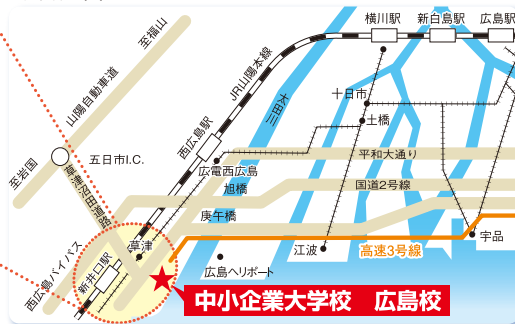 横川駅
新白島駅
広島駅
至福山
山陽自動車道
JR山陽本線
三田洋
十日市
土橋
西広島駅
五日市I.C.
至岩国
平和大通り
広電西広島
旭橋
国道2号線
草津沼田道路
庚午橋
草津
江波
宇品
高速3号線
新井口駅
広島ヘリポート
西広島バイパス
中小企業大学校 広島校